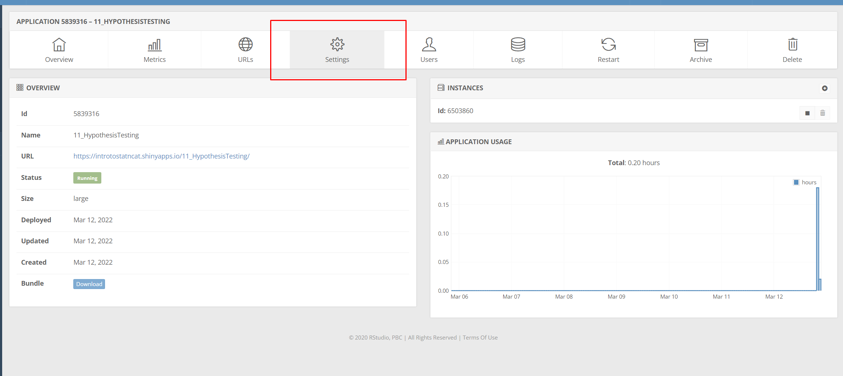 APPLICATION 5839316 – 11_HYPOTHESISTESTING
Overview
Metrics
URLs
Settings
Users
Logs
Restart
Archive
Delete
OVERVIEW
Id 5839316
Name 11_HypothesisTesting
URL https://introtostatncat.shinyapps.io/11_HypothesisTesting/
Status Running
Size large
Deployed Mar 12, 2022
Updated Mar 12, 2022
Created Mar 12, 2022
Bundle Download
INSTANCES
Id: 6503860
APPLICATION USAGE
Total: 0.20 hours
hours
0.20
0.15
0.10
0.05
0.00
Mar 06 Mar 07 Mar 08 Mar 09 Mar 10 Mar 11 Mar 12
© 2020 RStudio, PBC | All Rights Reserved | Terms Of Use